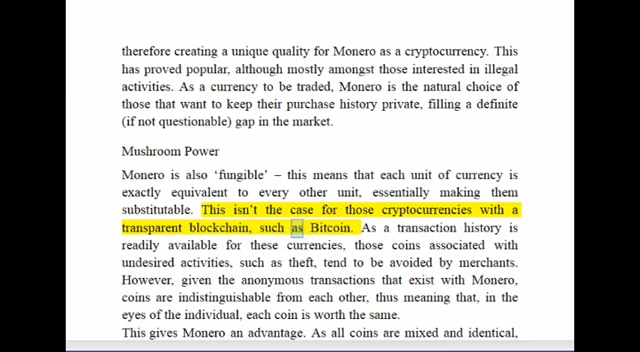 therefore creating a unique quality for Monero as a cryptocurrency. This
has proved popular, although mostly amongst those interested in illegal
activities. As a currency to be traded, Monero is the natural choice of
those that want to keep their purchase history private, filling a definite
(if not questionable) gap in the market.
Mushroom Power
Monero is also ‘fungible’ – this means that each unit of currency is
exactly equivalent to every other unit, essentially making them
substitutable. This isn’t the case for those cryptocurrencies with a
transparent blockchain, such as Bitcoin. As a transaction history is
readily available for these currencies, those coins associated with
undesired activities, such as theft, tend to be avoided by merchants.
However, given the anonymous transactions that exist with Monero,
coins are indistinguishable from each other, thus meaning that, in the
eyes of the individual, each coin is worth the same.
This gives Monero an advantage. As all coins are mixed and identical,